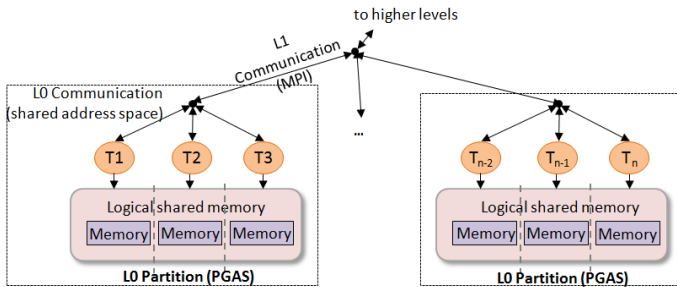 to higher levels
L1
Communication
(MPI)
L0 Communication
(shared address space)
...
T1 T2 T3
Tn-2 Tn-1 Tn
Logical shared memory
Memory Memory Memory
Logical shared memory
Memory Memory Memory
L0 Partition (PGAS)
L0 Partition (PGAS)